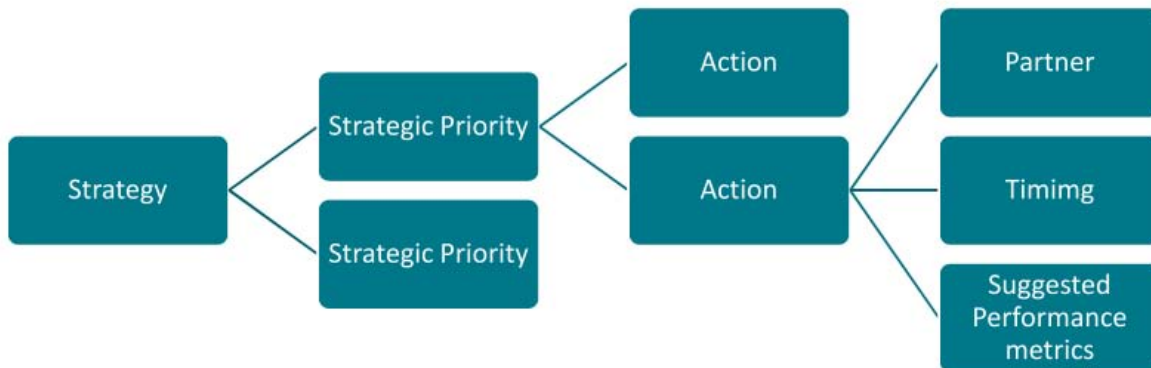 Strategy
Strategic Priority
Strategic Priority
Action
Action
Partner
Timimg
Suggested
Performance
metrics